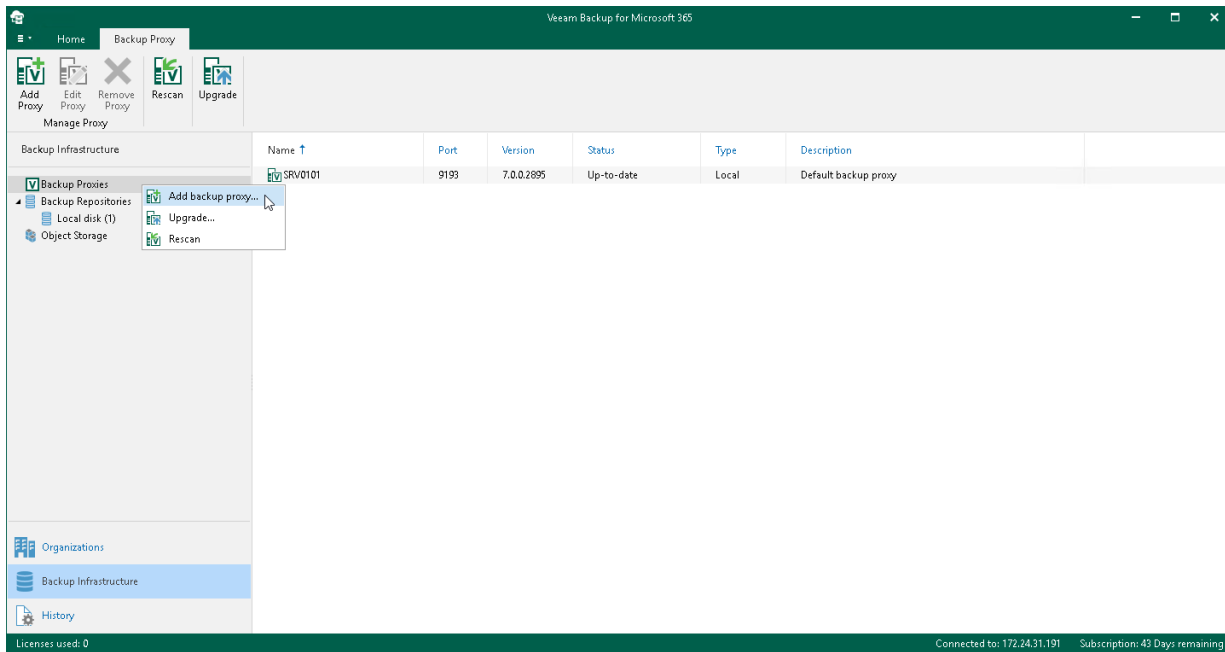 Veeam Backup for Microsoft 365
Home Backup Proxy
Add Proxy
Edit Proxy
Remove Proxy
Rescan
Upgrade
Manage Proxy
Backup Infrastructure
Name Port Version Status Type Description
SRV0101 9193 7.0.0.2895 Up-to-date Local Default backup proxy
Backup Proxies
Backup Repositories
Local disk (1)
Object Storage
Add backup proxy...
Upgrade...
Rescan
Organizations
Backup Infrastructure
History
Licenses used: 0
Connected to: 172.24.31.191 Subscription: 43 Days remaining